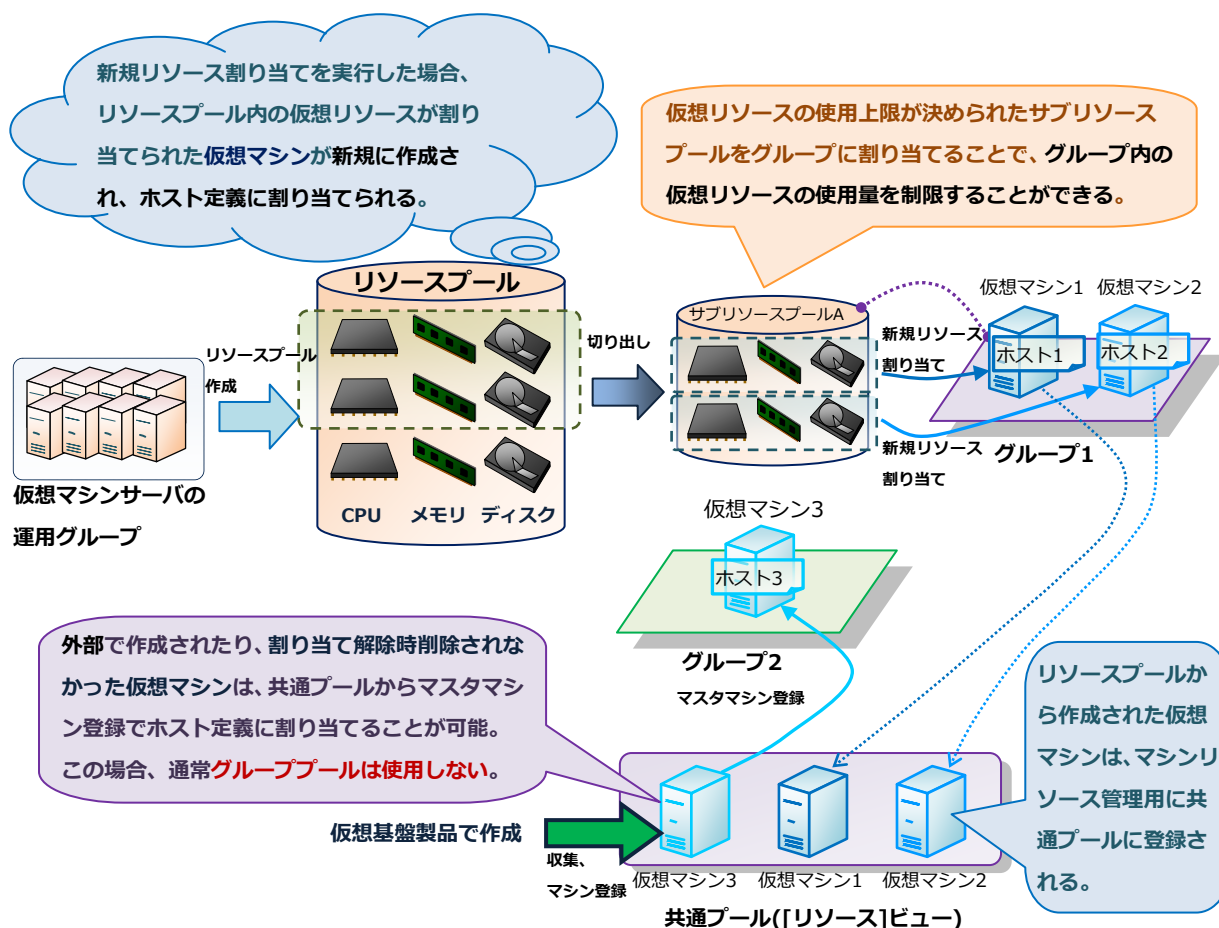 新規リソース割り当てを実行した場合、
リソースプール内の仮想リソースが割り
当てられた仮想マシンが新規に作成さ
れ、ホスト定義に割り当てられる。
仮想リソースの使用上限が決められたサブリソース
プールをグループに割り当てることで、グループ内の
仮想リソースの使用量を制限することができる。
リソースプール
サブリソースプールA
仮想マシン1
仮想マシン2
リソースプール
作成
切り出し
新規リソース
割り当て
ホスト1
ホスト2
新規リソース
割り当て
グループ1
CPU
メモリ
ディスク
仮想マシンサーバの
運用グループ
仮想マシン3
ホスト3
グループ2
マスタマシン登録
外部で作成されたり、割り当て解除時削除されな
かった仮想マシンは、共通プールからマスタマシ
ン登録でホスト定義に割り当てることが可能。
この場合、通常グループプールは使用しない。
リソースプールか
ら作成された仮想
マシンは、マシンリ
ソース管理用に共
通プールに登録さ
れる。
仮想基盤製品で作成
収集、
マシン登録
仮想マシン3
仮想マシン1
仮想マシン2
共通プール([リソース]ビュー)